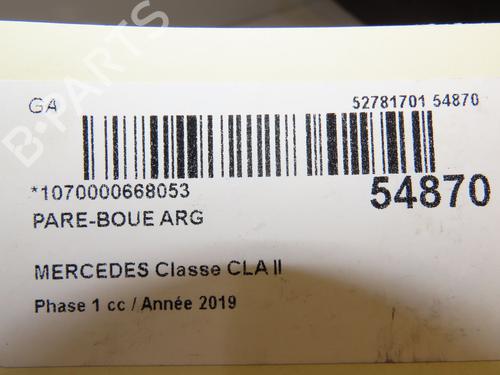 B-PARTS
GA
52781701 54870
*1070000668053
54870
PARE-BOUE ARG
MERCEDES Classe CLA II
Phase 1 cc / Année 2019